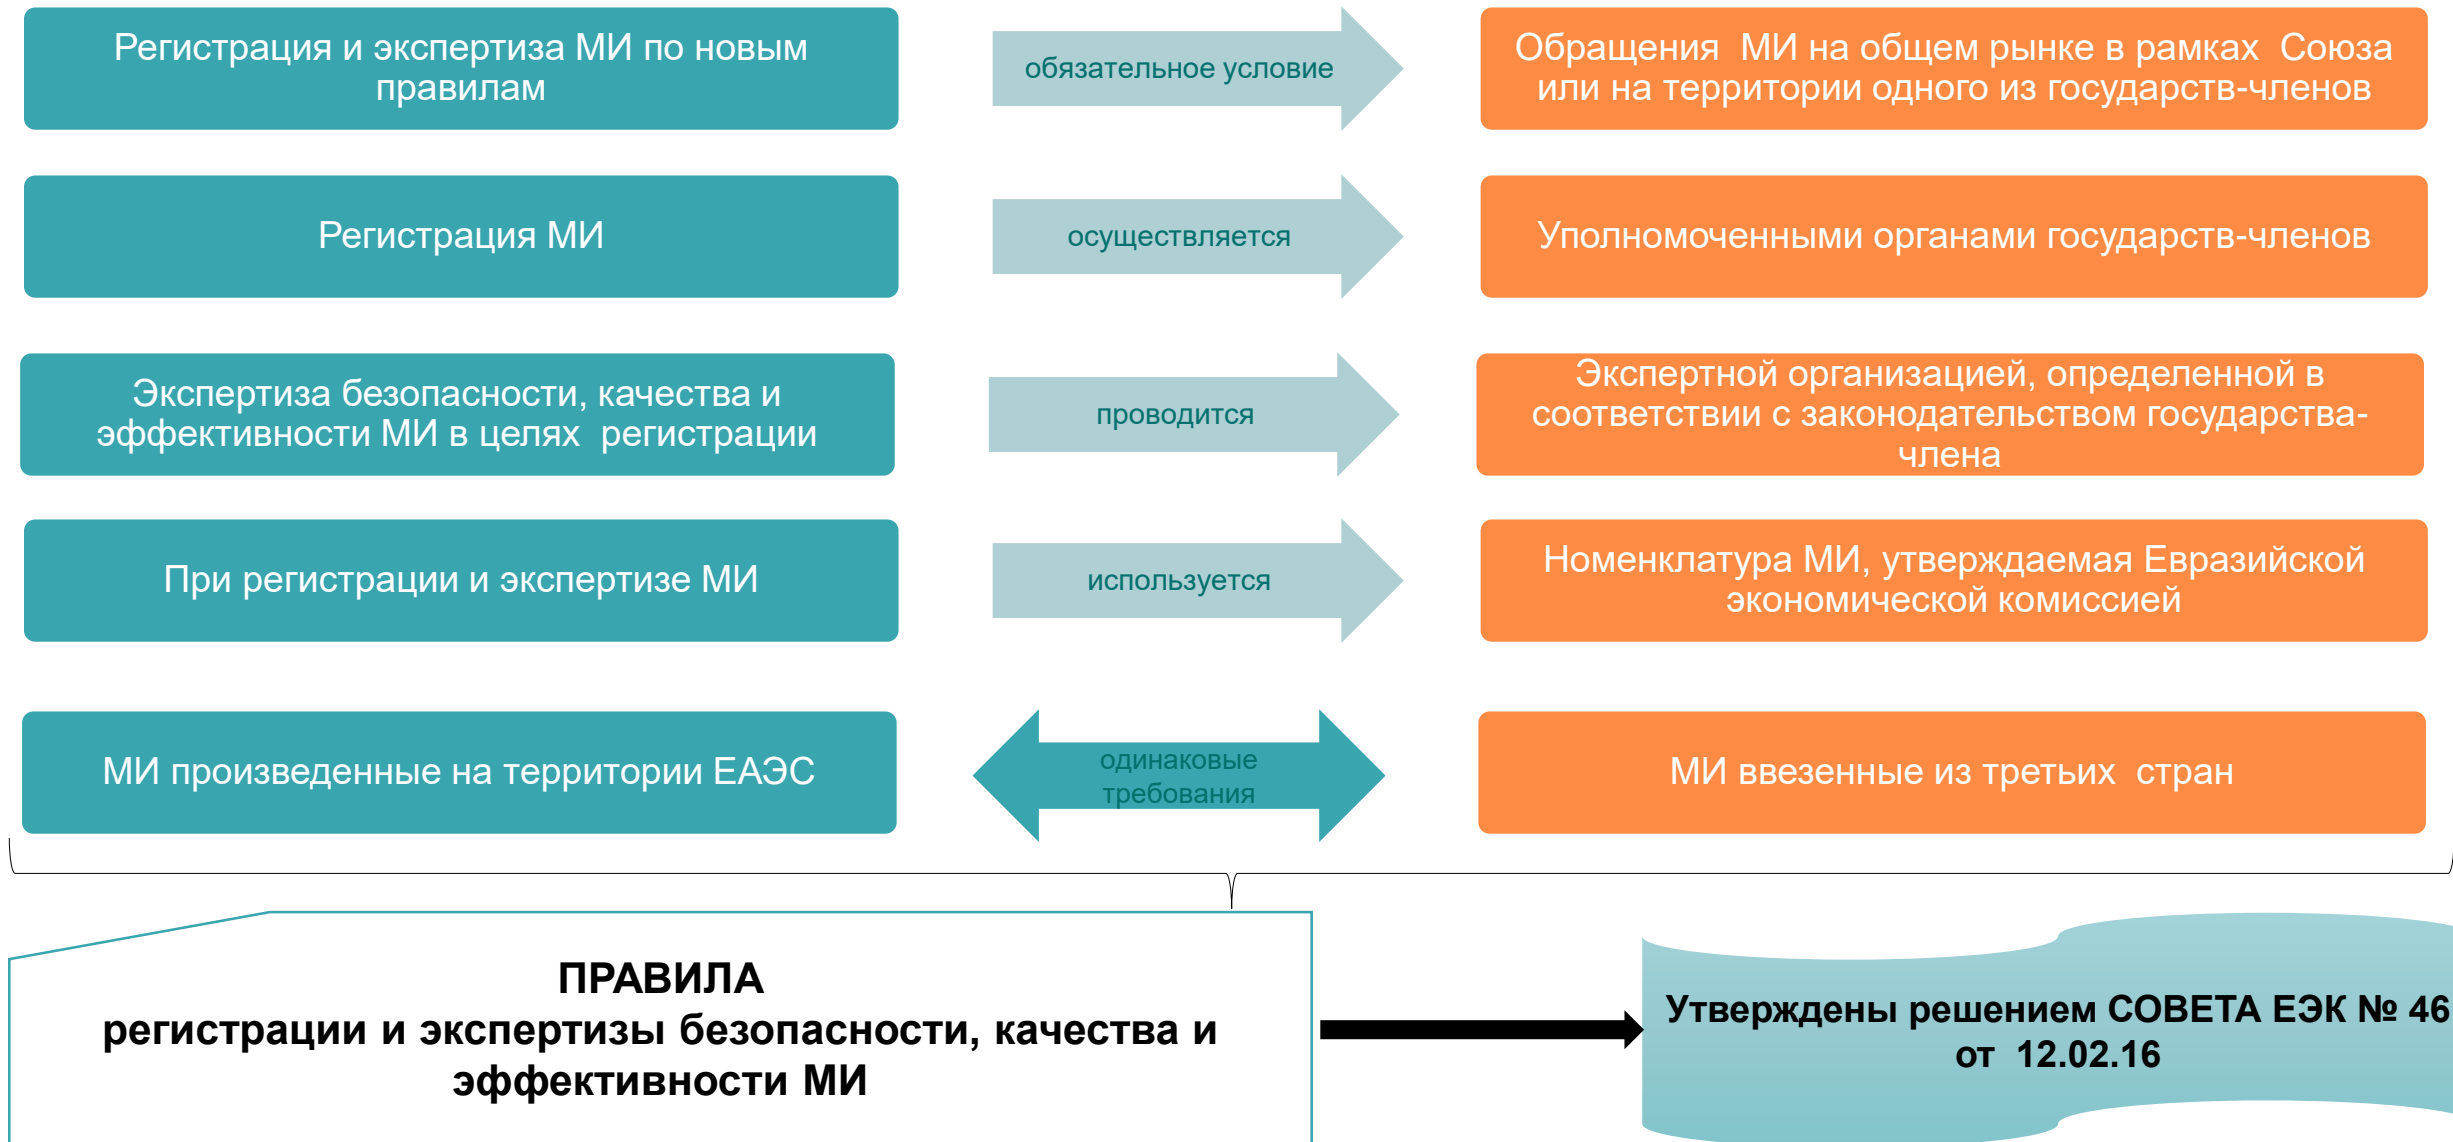 Регистрация и экспертиза МИ по новым
правилам
обязательное условие
Обращения МИ на общем рынке в рамках Союза
или на территории одного из государств-членов
Регистрация МИ
осуществляется
Уполномоченными органами государств-членов
Экспертиза безопасности, качества и
эффективности МИ в целях регистрации
проводится
Экспертной организацией, определенной в
соответствии с законодательством государства-
члена
При регистрации и экспертизе МИ
используется
Номенклатура МИ, утверждаемая Евразийской
экономической комиссией
МИ произведенные на территории ЕАЭС
одинаковые
требования
МИ ввезенные из третьих стран
ПРАВИЛА
регистрации и экспертизы безопасности, качества и
эффективности МИ
Утверждены решением СОВЕТА ЕЭК № 46
от 12.02.16